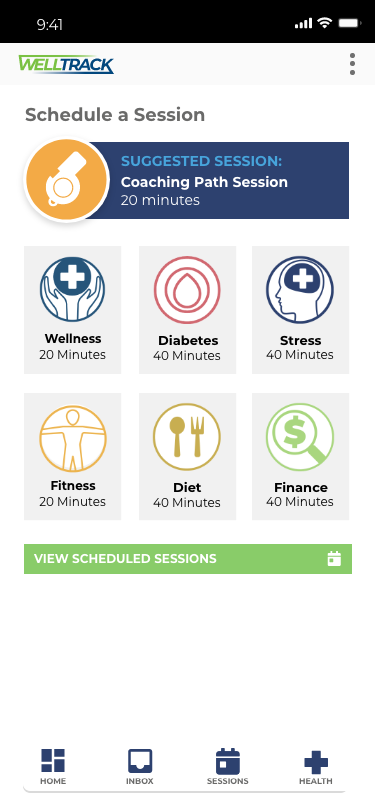 9:41
WELLTRACK
Schedule a Session
SUGGESTED SESSION:
Coaching Path Session
20 minutes
Wellness
20 Minutes
Diabetes
40 Minutes
Stress
40 Minutes
Fitness
20 Minutes
Diet
40 Minutes
$
Finance
40 Minutes
VIEW SCHEDULED SESSIONS
HOME
INBOX
SESSIONS
HEALTH